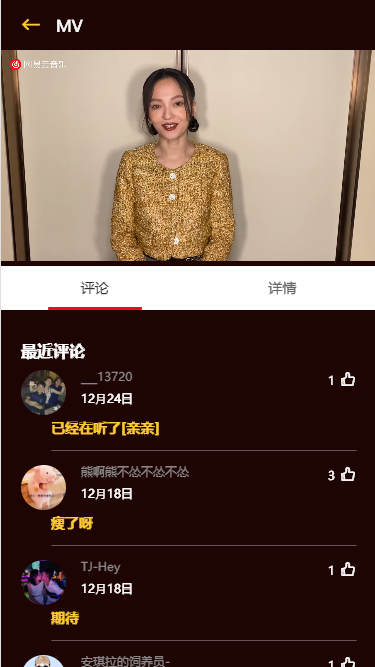 MV
网易云音乐
评论
详情
最近评论
___13720
1
12月24日
已经在听了[亲亲]
熊啊熊不怂不怂不怂
3
12月18日
瘦了呀
TJ-Hey
1
12月18日
期待
安琪拉的饲养员-
1